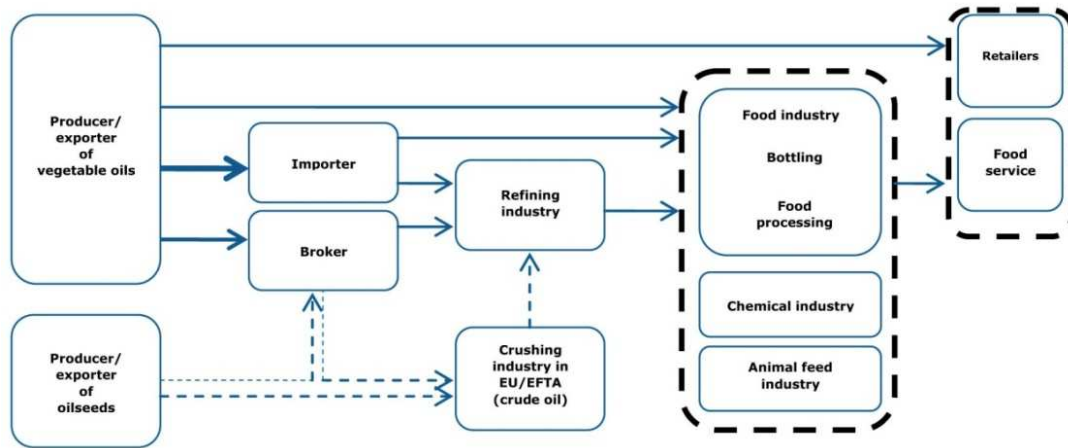 Producer/
exporter
of
vegetable oils
Importer
Broker
Refining
industry
Food industry
Bottling
Food
processing
Chemical industry
Animal feed
industry
Retailers
Food
service
Producer/
exporter
of
oilseeds
Crushing
industry in
EU/EFTA
(crude oil)